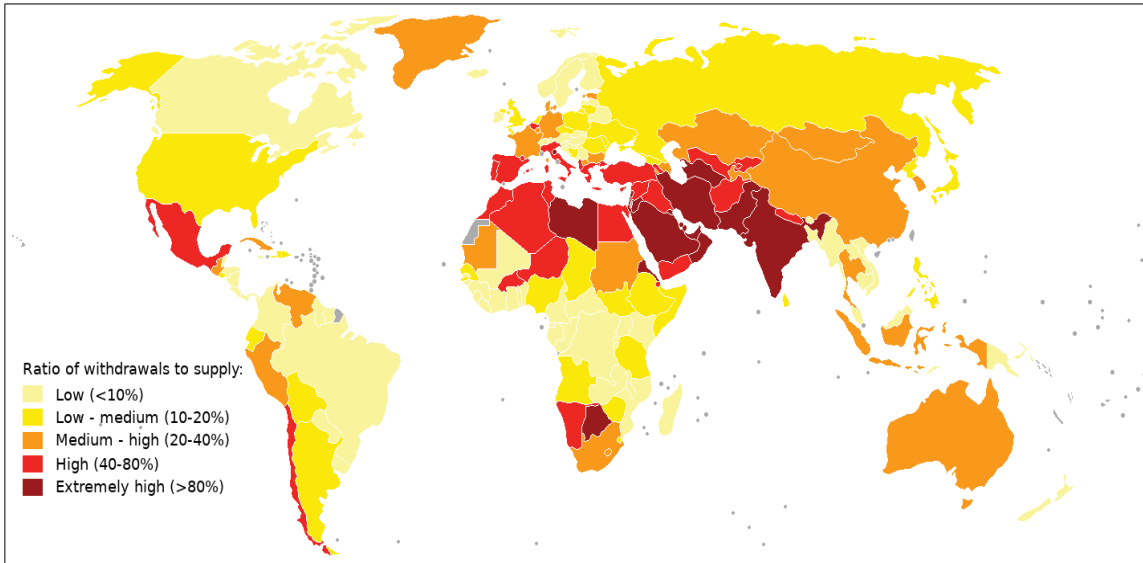 Ratio of withdrawals to supply:
Low (<10%)
Low - medium (10-20%)
Medium - high (20-40%)
High (40-80%)
Extremely high (>80%)